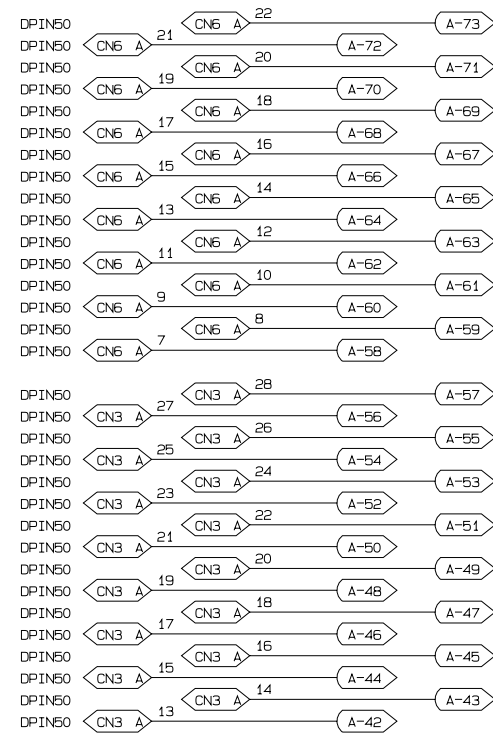 DPIN50 CN6 A 22 A-73
DPIN50 CN6 A 21 A-72
DPIN50 CN6 A 20 A-71
DPIN50 CN6 A 19 A-70
DPIN50 CN6 A 18 A-69
DPIN50 CN6 A 17 A-68
DPIN50 CN6 A 16 A-67
DPIN50 CN6 A 15 A-66
DPIN50 CN6 A 14 A-65
DPIN50 CN6 A 13 A-64
DPIN50 CN6 A 12 A-63
DPIN50 CN6 A 11 A-62
DPIN50 CN6 A 10 A-61
DPIN50 CN6 A 9 A-60
DPIN50 CN6 A 8 A-59
DPIN50 CN6 A 7 A-58
DPIN50 CN3 A 28 A-57
DPIN50 CN3 A 27 A-56
DPIN50 CN3 A 26 A-55
DPIN50 CN3 A 25 A-54
DPIN50 CN3 A 24 A-53
DPIN50 CN3 A 23 A-52
DPIN50 CN3 A 22 A-51
DPIN50 CN3 A 21 A-50
DPIN50 CN3 A 20 A-49
DPIN50 CN3 A 19 A-48
DPIN50 CN3 A 18 A-47
DPIN50 CN3 A 17 A-46
DPIN50 CN3 A 16 A-45
DPIN50 CN3 A 15 A-44
DPIN50 CN3 A 14 A-43
DPIN50 CN3 A 13 A-42